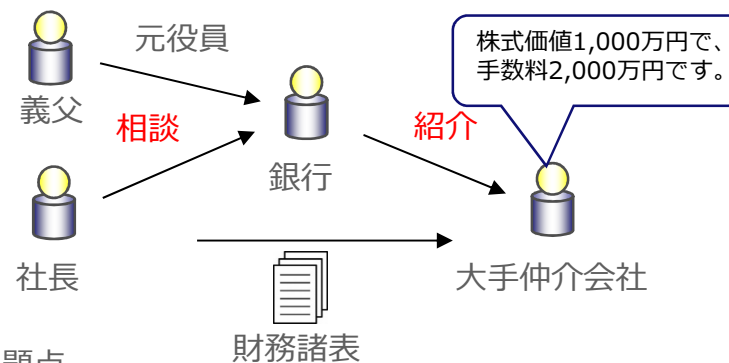 元役員
株式価値1,000万円で、
手数料2,000万円です。
義父
相談
紹介
銀行
社長
大手仲介会社
財務諸表
題点